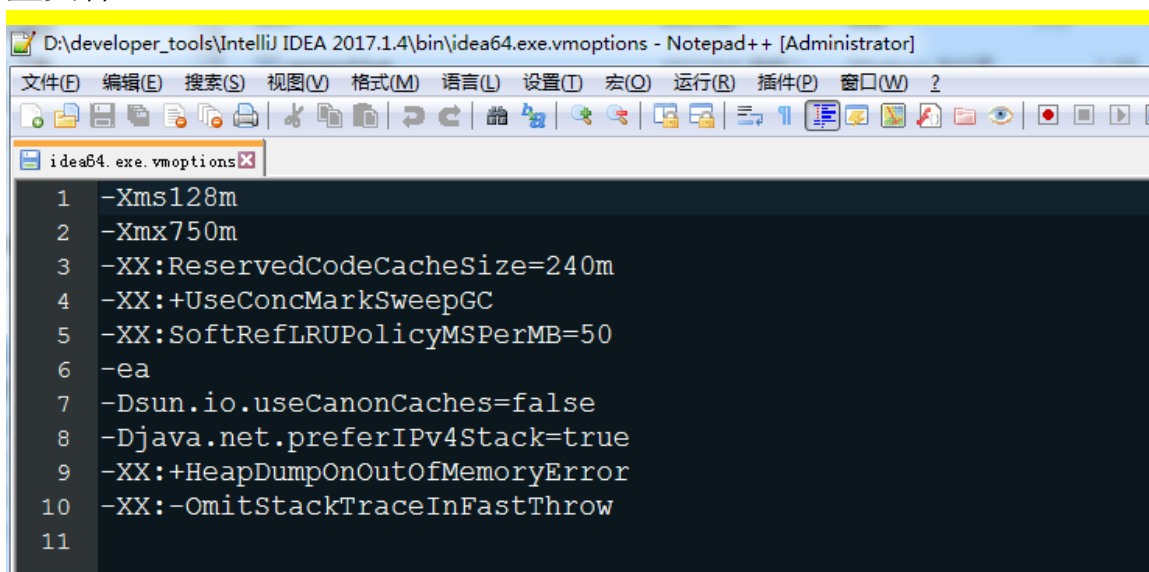 D:\developer_tools\IntelliJ IDEA 2017.1.4\bin\idea64.exe.vmoptions - Notepad++ [Administrator]
文件(F) 编辑(E) 搜索(S) 视图(V) 格式(M) 语言(L) 设置(T) 宏(O) 运行(R) 插件(P) 窗口(W) ?
idea64.exe.vmoptions
1 -Xms128m
2 -Xmx750m
3 -XX:ReservedCodeCacheSize=240m
4 -XX:+UseConcMarkSweepGC
5 -XX:SoftRefLRUPolicyMSPerMB=50
6 -ea
7 -Dsun.io.useCanonCaches=false
8 -Djava.net.preferIPv4Stack=true
9 -XX:+HeapDumpOnOutOfMemoryError
10 -XX:-OmitStackTraceInFastThrow
11